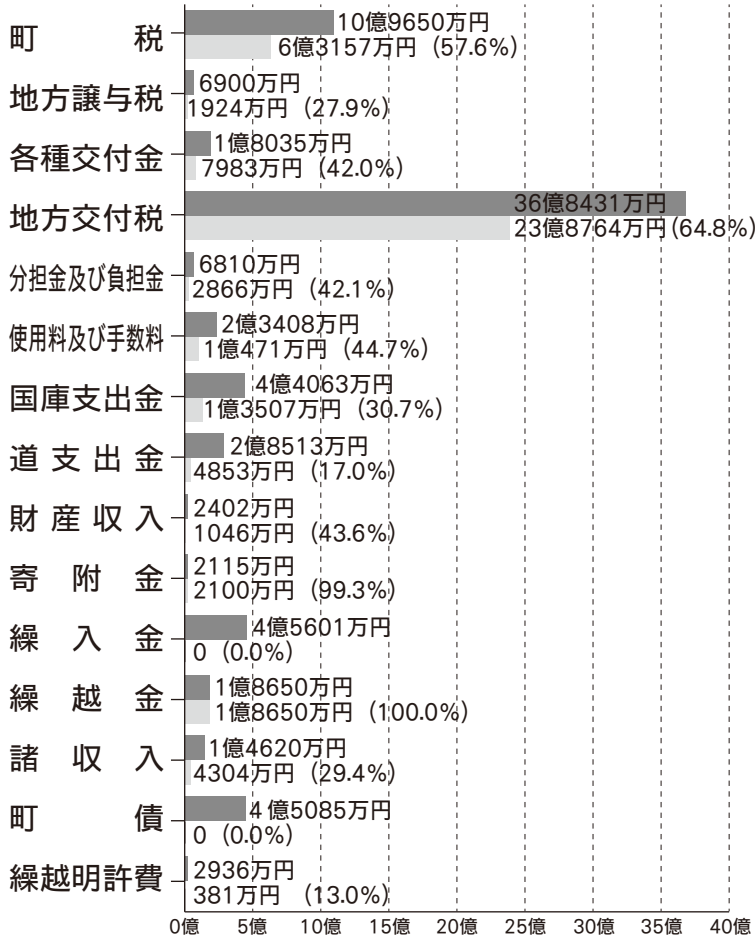 町税
10億9650万円
6億3157万円（57.6%）
地方譲与税
6900万円
1924万円（27.9%）
各種交付金
1億8035万円
7983万円（42.0%）
地方交付税
36億8431万円
23億8764万円（64.8%）
分担金及び負担金
6810万円
2866万円（42.1%）
使用料及び手数料
2億3408万円
1億471万円（44.7%）
国庫支出金
4億4063万円
1億3507万円（30.7%）
道支出金
2億8513万円
4853万円（17.0%）
財産収入
2402万円
1046万円（43.6%）
寄附金
2115万円
2100万円（99.3%）
繰入金
4億5601万円
0（0.0%）
繰越金
1億8650万円
1億8650万円（100.0%）
諸収入
1億4620万円
4304万円（29.4%）
町債
4億5085万円
0（0.0%）
繰越明許費
2936万円
381万円（13.0%）
0億 5億 10億 15億 20億 25億 30億 35億 40億